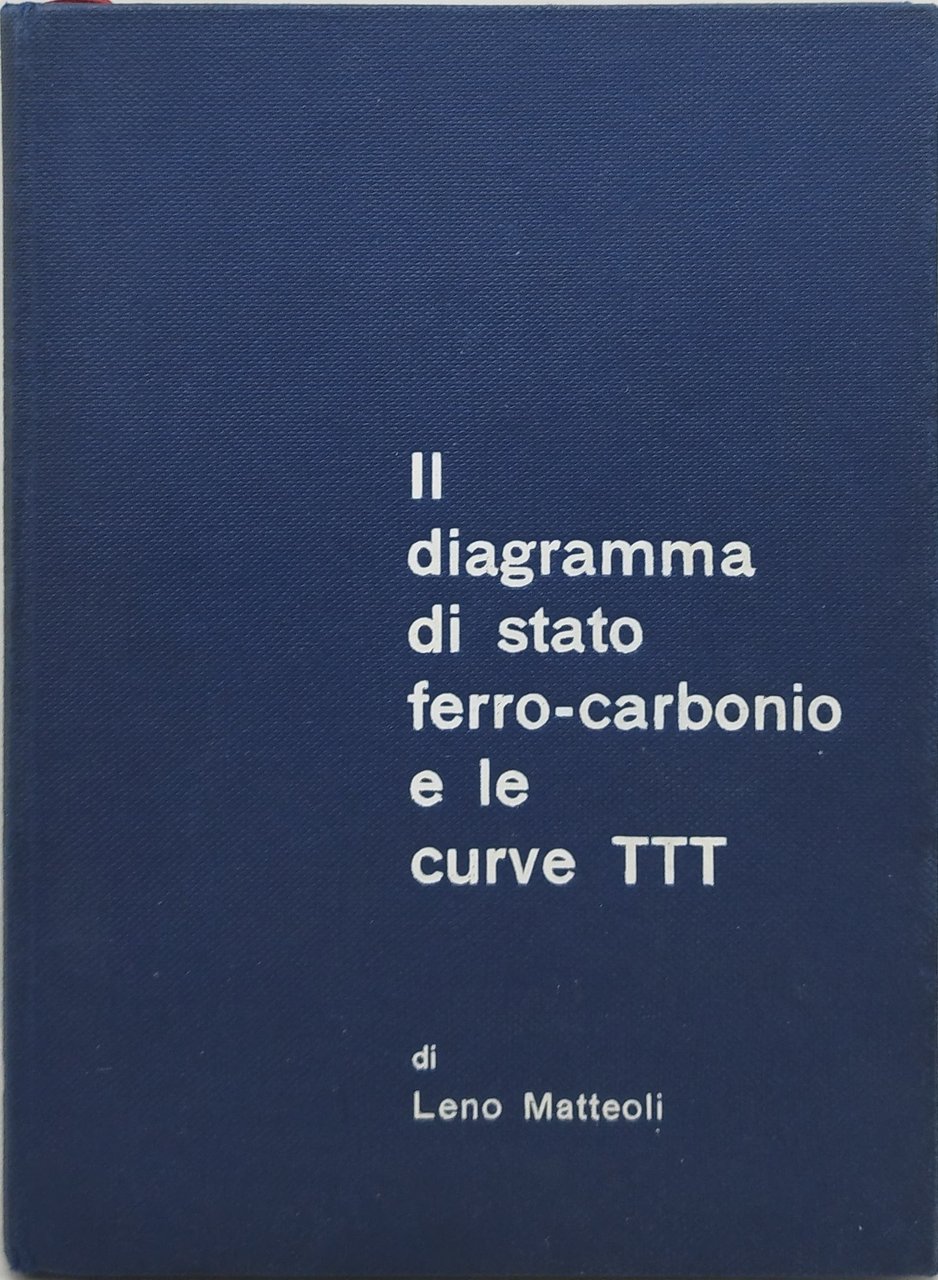 Il
diagramma
di stato
ferro-carbonio
e le
curve TTT
di
Leno Matteoli